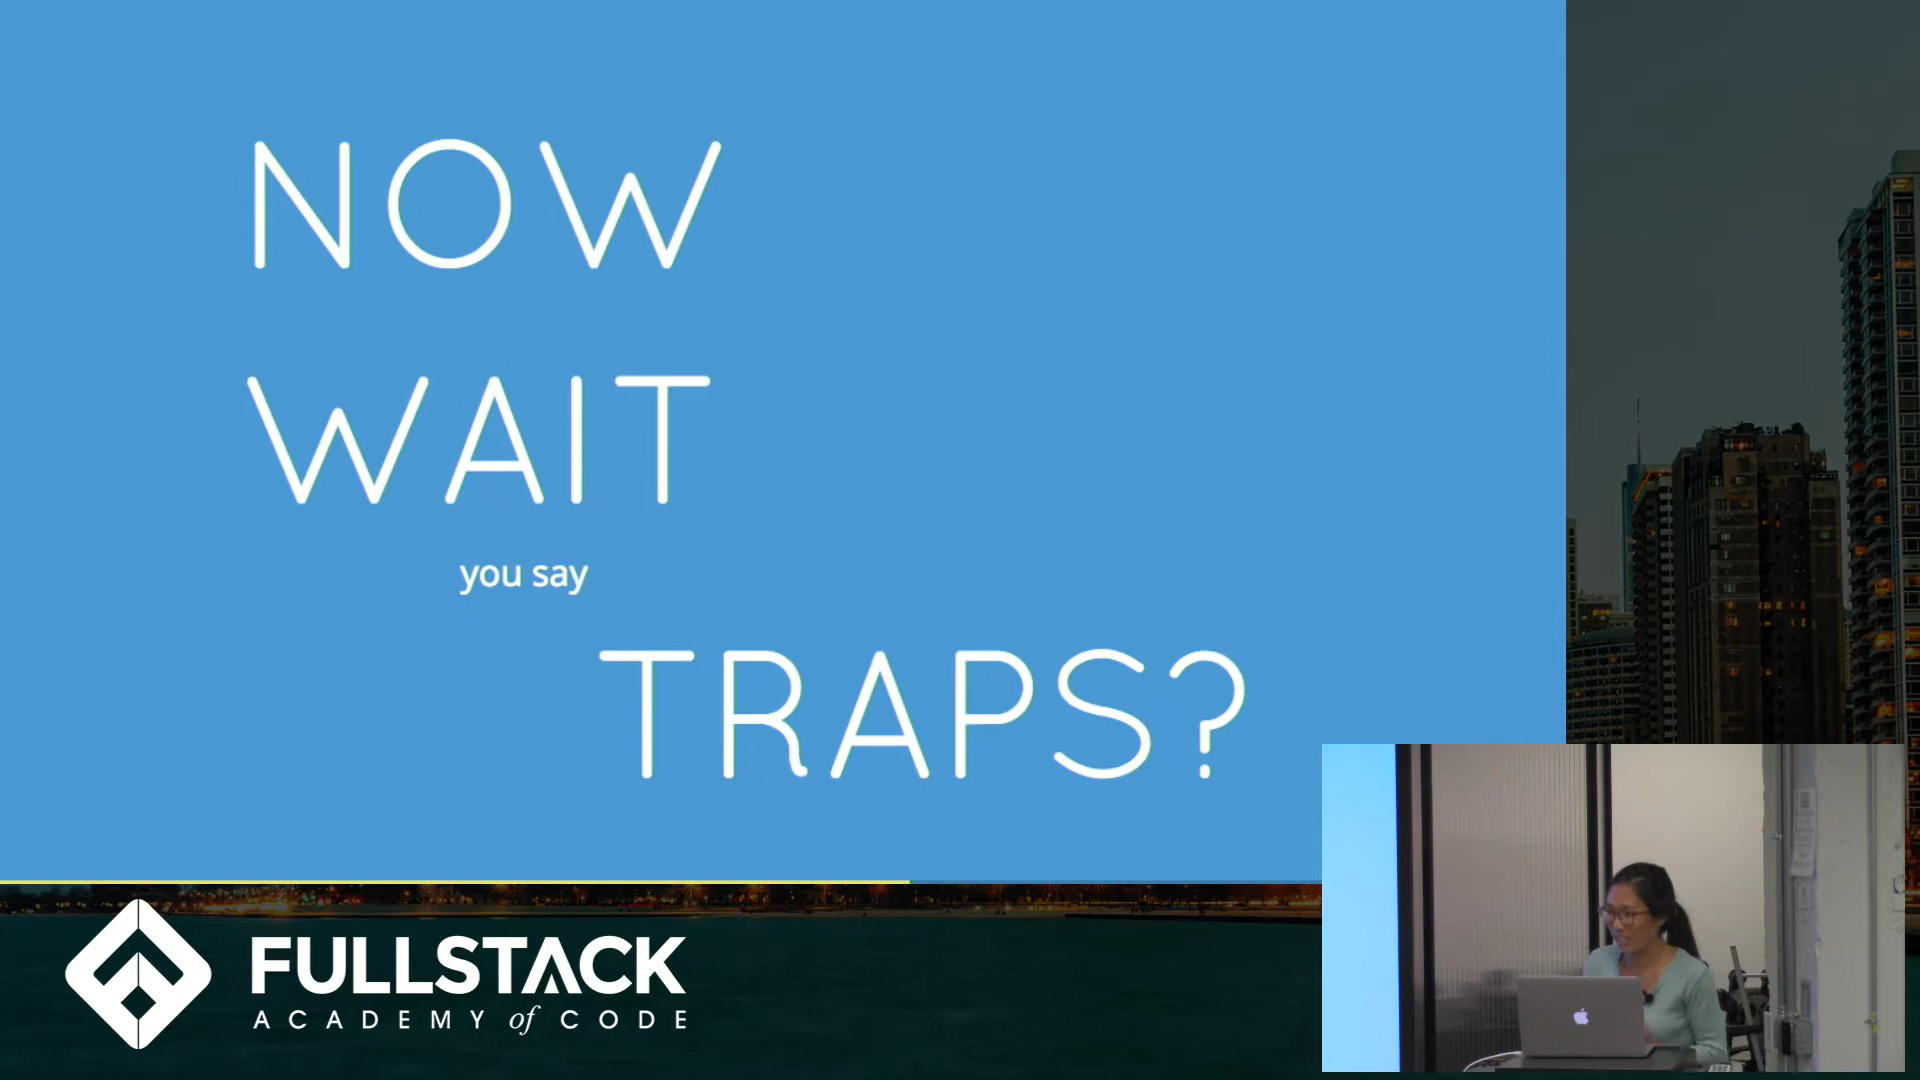 NOW
WAIT
you say
TRAPS?
FULLSTACK
ACADEMY of CODE